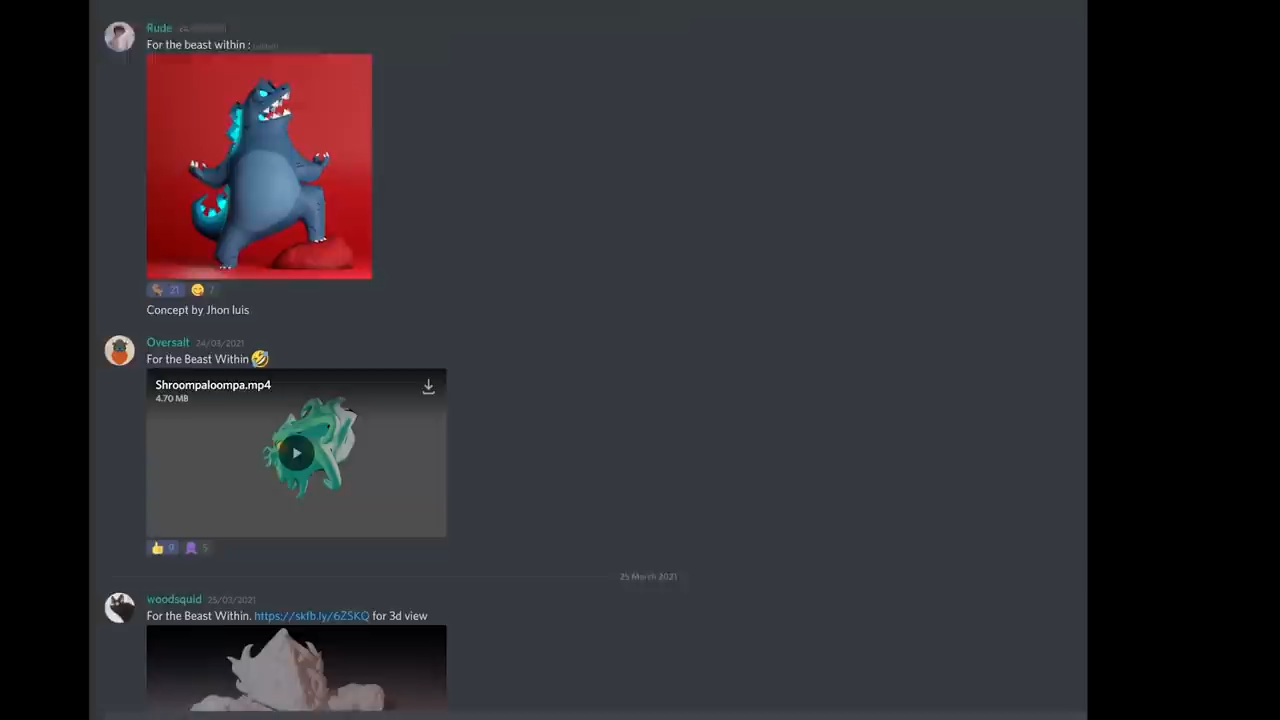 Rude
For the beast within :
21 7
Concept by Jhon luis
Oversalt 24/03/2021
For the Beast Within 🤣
Shroompaloompa.mp4
4.70 MB
9 5
25 March 2021
woodsquid 25/03/2021
For the Beast Within. https://skfb.ly/6ZSKQ for 3d view